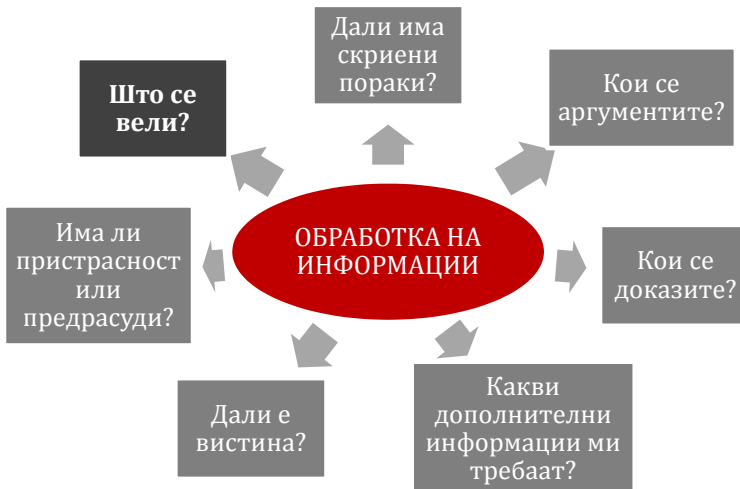 Што се
вели?
Дали има
скриени
пораки?
Кои се
аргументите?
Има ли
пристрасност
или
предрасуди?
ОБРАБОТКА НА
ИНФОРМАЦИИ
Кои се
доказите?
Дали е
вистина?
Какви
дополнителни
информации ми
требаат?